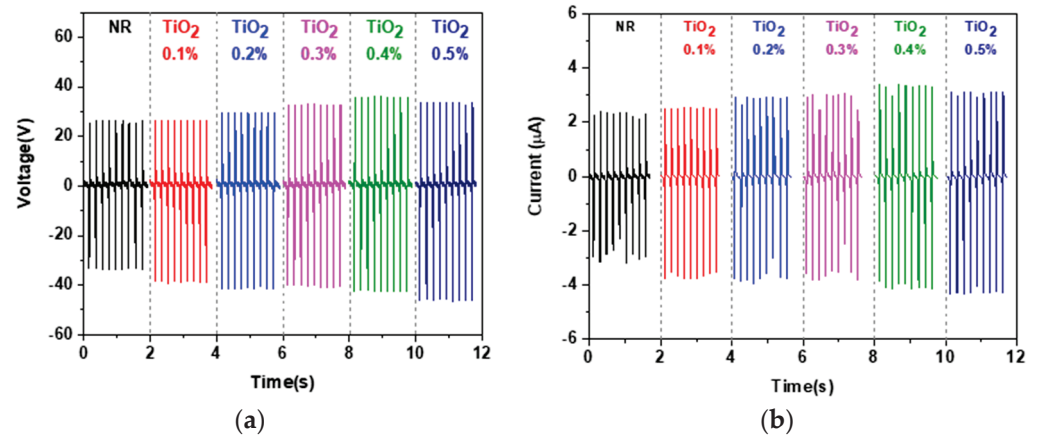 (a)
NR TiO2 TiO2 TiO2 TiO2 TiO2
0.1% 0.2% 0.3% 0.4% 0.5%
Voltage(V)
60
40
20
0
-20
-40
-60
0 2 4 6 8 10 12
Time(s)
(a)
NR TiO2 TiO2 TiO2 TiO2 TiO2
0.1% 0.2% 0.3% 0.4% 0.5%
Current (μA)
6
4
2
0
-2
-4
-6
0 2 4 6 8 10 12
Time(s)
(b)
(b)